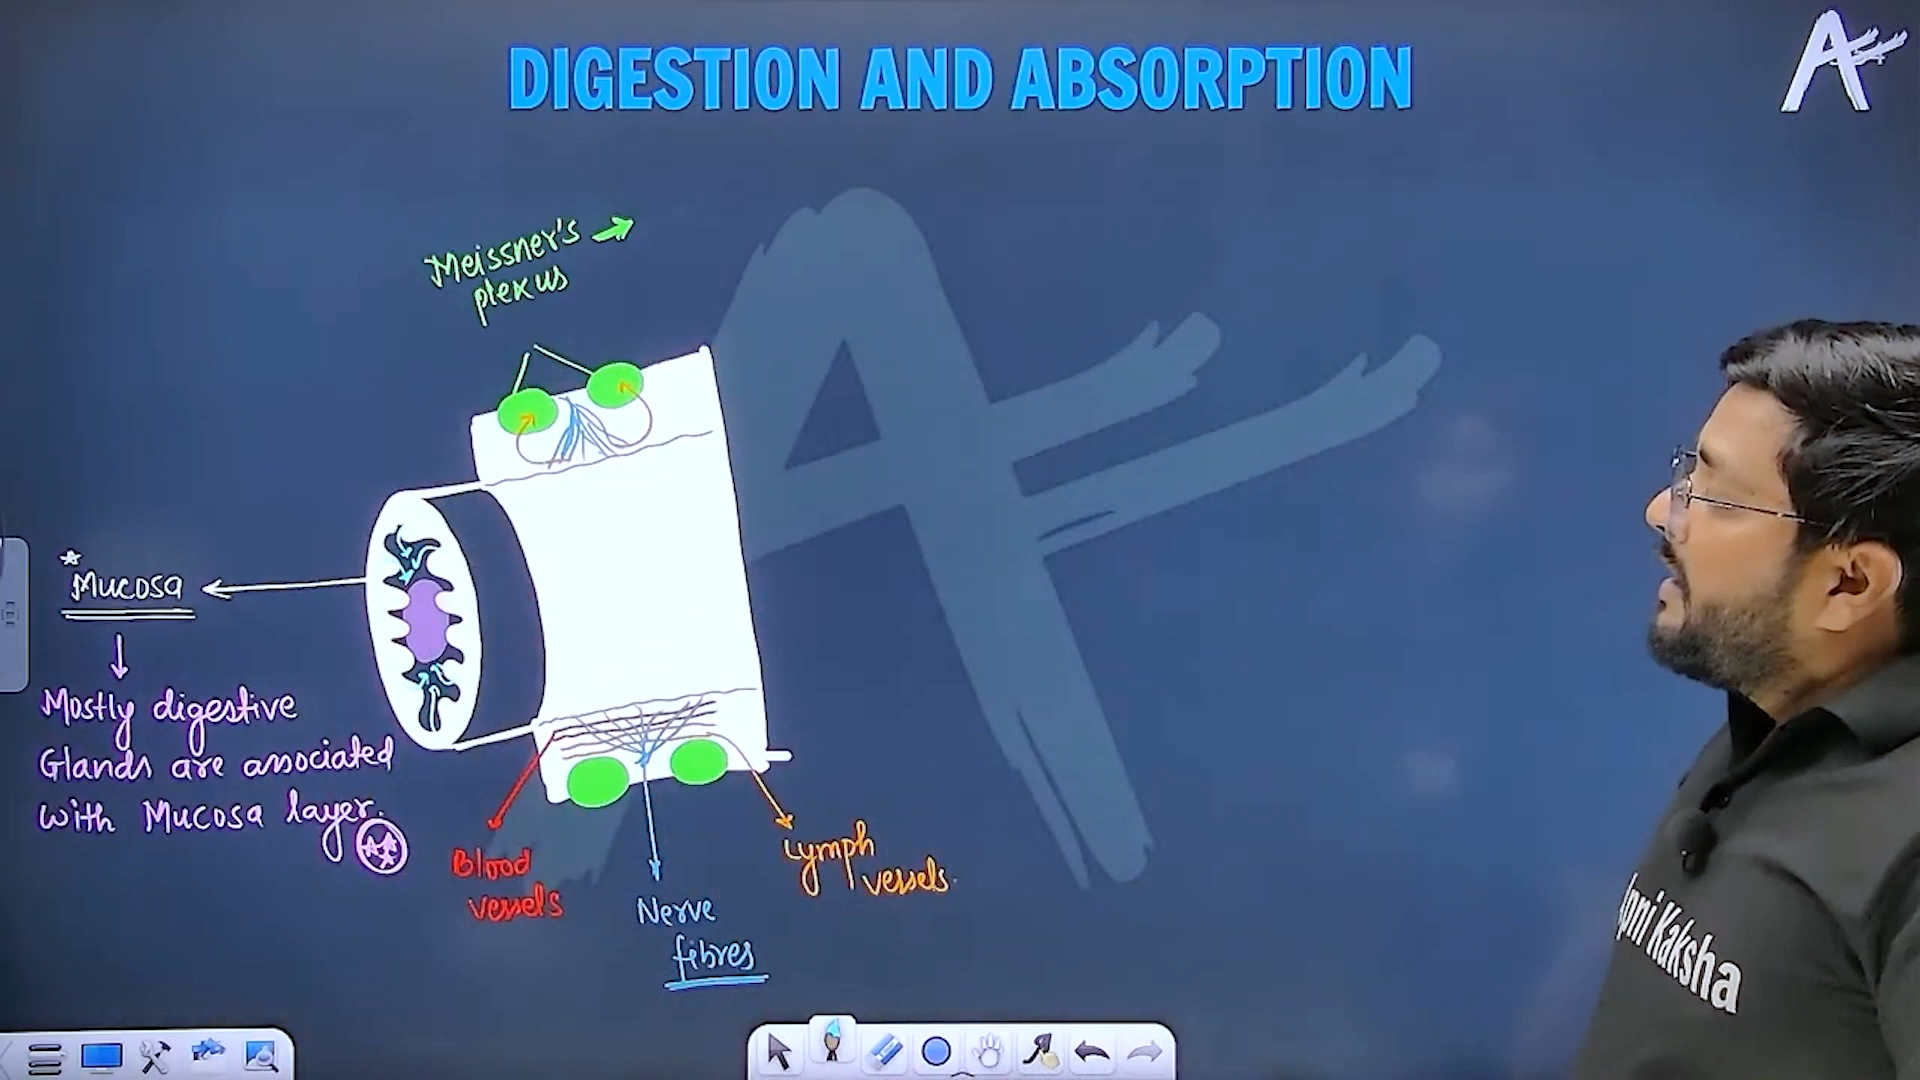 DIGESTION AND ABSORPTION
Meissner's
plexus
Mucosa
Mostly digestive
Glands are associated
with Mucosa layer.
Blood
vessels
Nerve
fibres
Lymph
vessels.
Apni Kaksha